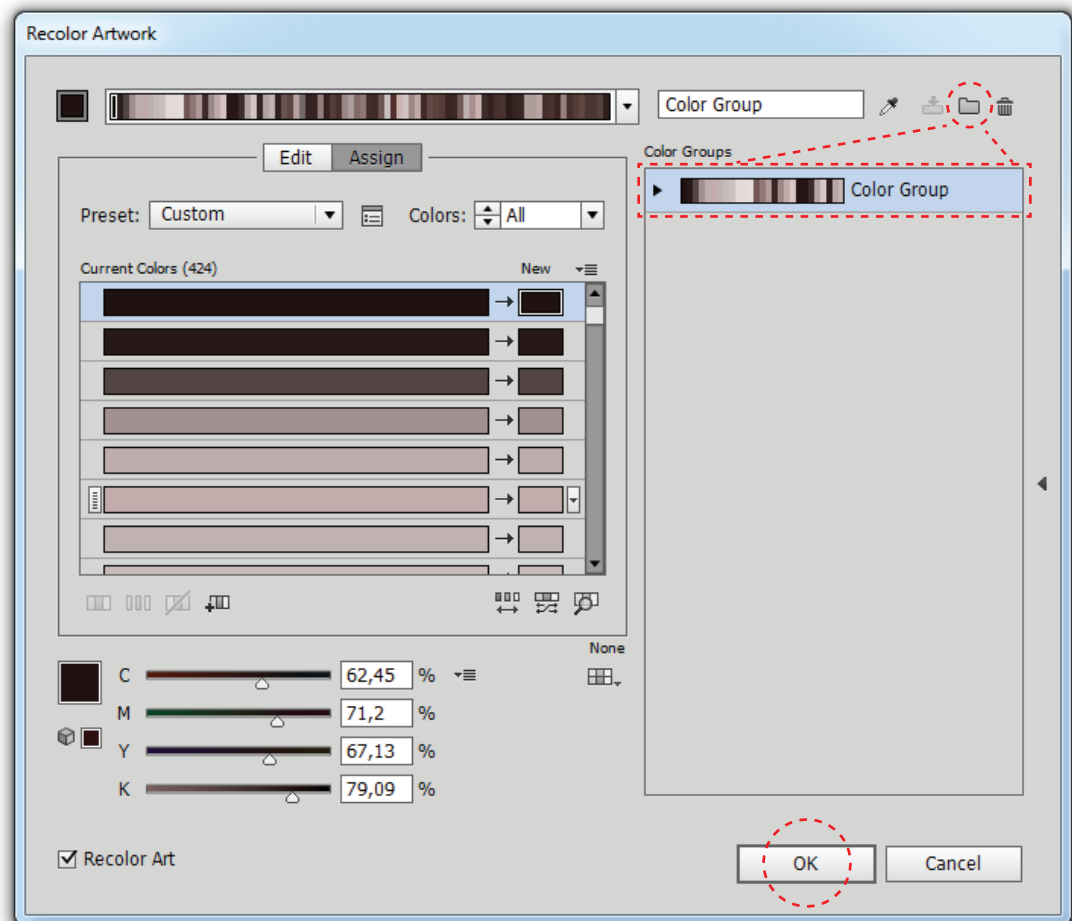 Recolor Artwork
Color Group
Color Groups
Color Group
Edit Assign
Preset: Custom Colors: All
Current Colors (424) New
None
C 62,45 %
M 71,2 %
Y 67,13 %
K 79,09 %
Recolor Art
OK Cancel